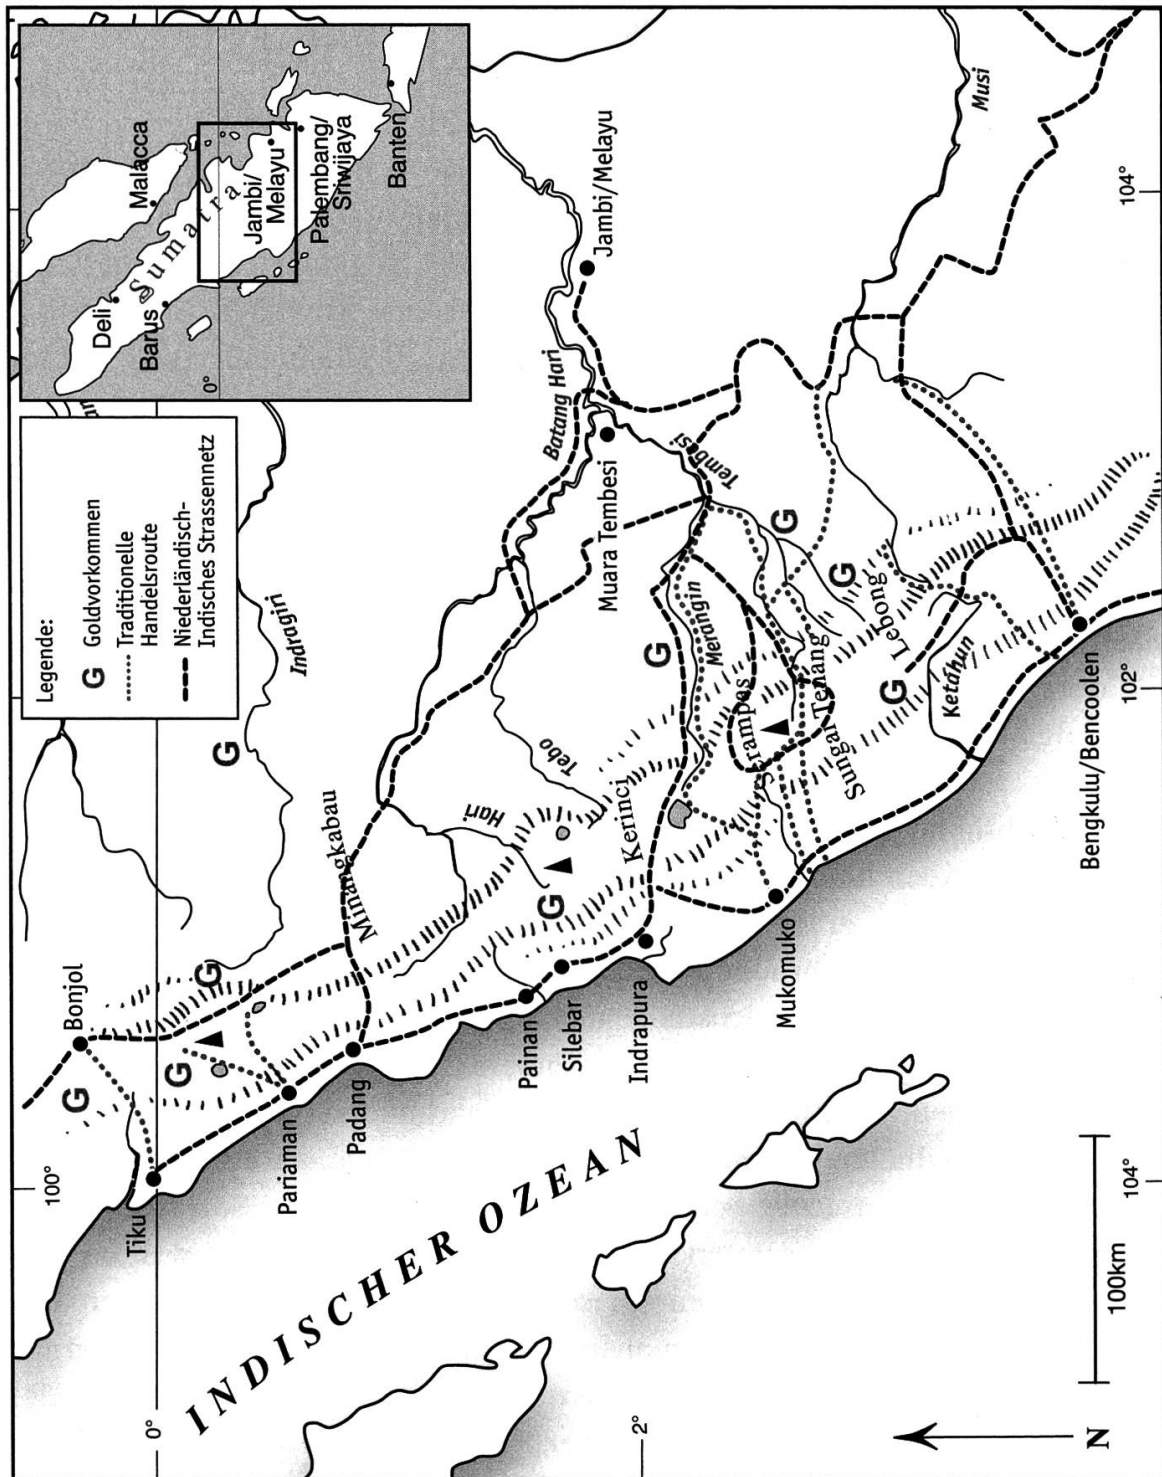 Deli
Malacca
Barus
Sumatra
0°
Jambi/
Melayu
Palembang/
Sriwijaya
Banten
Legende:
G Goldvorkommen
Traditionelle
Handelsroute
Niederländisch-
Indisches Strassennetz
100°
Bonjol
G
G
G
G
Tiku
0°
Pariaman
Padang
Minangkabau
Indragiri
Hari
Tebo
Batang Hari
Jambi/Melayu
Muara Tembesi
Tembesi
Musi
104°
G
Painan
Silebar
Indrapura
Kerinci
G
Merangin
Serampas
Sungai Tenang
G
G
Lebong
G
Ketahun
Mukomuko
102°
Bengkulu/Bencoolen
INDISCHER OZEAN
2°
104°
100km
N